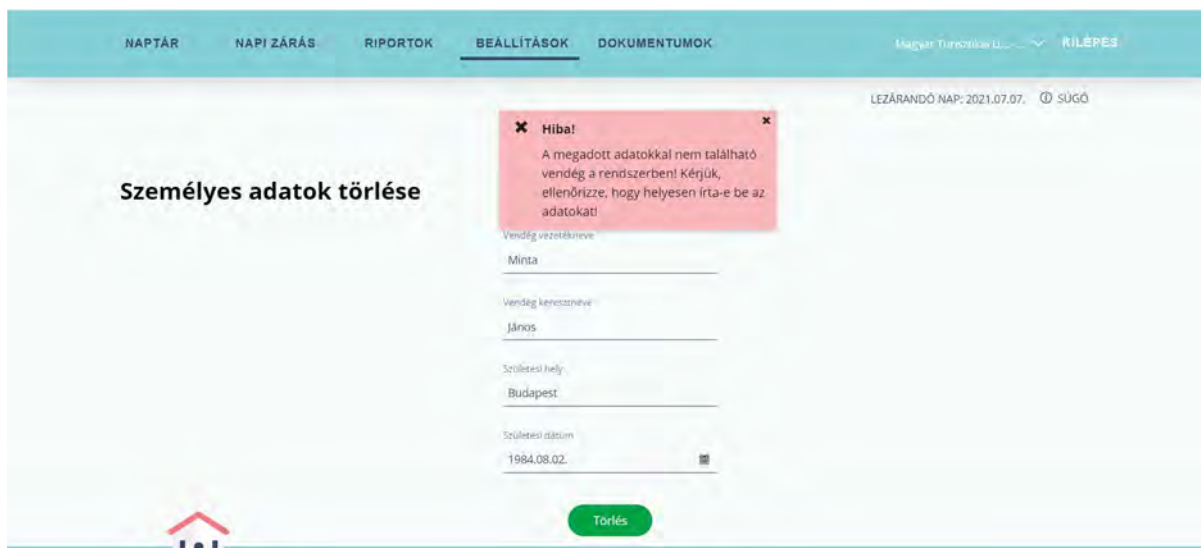 NAPTÁR NAPI ZÁRÁS RIPORTOK BEÁLLÍTÁSOK DOKUMENTUMOK Magyar KILÉPÉS
LEZÁRANDÓ NAP: 2021.07.07. SÚGÓ
Hiba!
A megadott adatokkal nem található
vendég a rendszerben! Kérjük,
ellenőrizze, hogy helyesen írta-e be az
adatokat!
Személyes adatok törlése
Vendég vezetékneve
Minta
Vendég keresztneve
János
Születési hely
Budapest
Születési dátum
1984.08.02.
Törlés